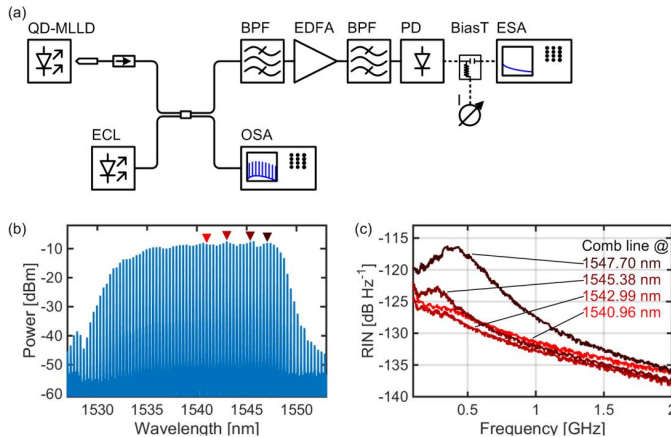 (a)
QD-MLLD
BPF
EDFA
BPF
PD
BiasT
ESA
I
ECL
OSA
(b)
Power [dBm]
-10
-20
-30
-40
-50
-60
1530
1535
1540
1545
1550
Wavelength [nm]
(c)
RIN [dB Hz⁻¹]
-115
-120
-125
-130
-135
-140
Comb line @
1547.70 nm
1545.38 nm
1542.99 nm
1540.96 nm
0.5
1
1.5
2
Frequency [GHz]